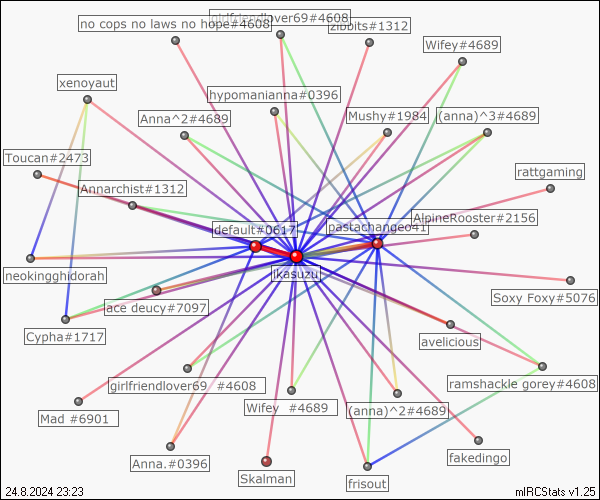 girlfriendlover69#4608
no cops no laws no hope#4608
zibbits#1312
Wifey#4689
xenoyaut
hypomanianna#0396
Anna^2#4689
Mushy#1984
(anna)^3#4689
Toucan#2473
rattgaming
Annarchist#1312
AlpineRooster#2156
default#0617
pastachangeo41
ikasuzu
neokingghidorah
Soxy Foxy#5076
ace deucy#7097
Cypha#1717
avelicious
girlfriendlover69 #4608
ramshackle gorey#4608
Wifey #4689
(anna)^2#4689
Mad #6901
fakedingo
Anna.#0396
Skalman
frisout
24.8.2024 23:23
mIRCStats v1.25